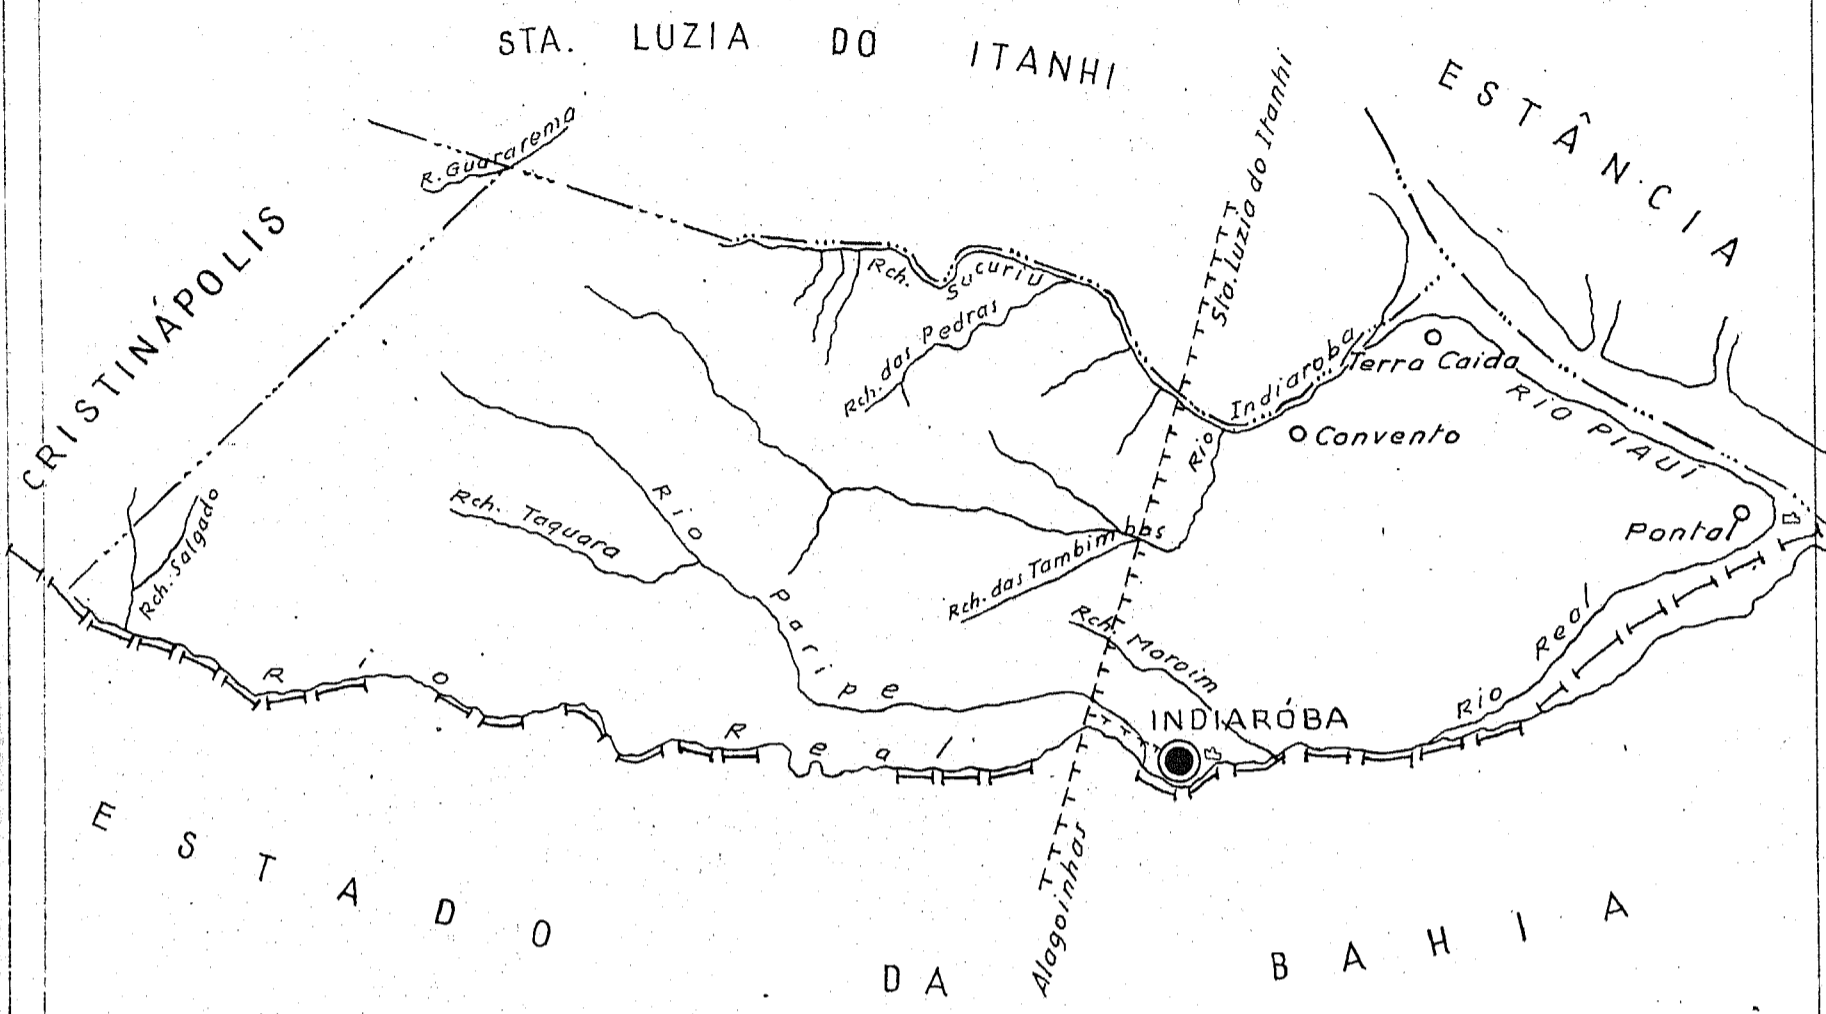 STA. LUZIA DO ITANHI
ESTÂNCIA
CRISTINÁPOLIS
R. Guararema
Sta. Luzia do Itanhi
Rch. Sucuriu
Rch. das Pedras
Rio Indiaroba
Terra Caida
Convento
RIO PIAUÍ
Pontal
Rch. Salgado
Rch. Taquara
Rio Paripe
Rch. das Tambimbas
Rch. Moroim
Rio Real
Rio Real
INDIARÓBA
Alagoinhas
ESTADO DA BAHIA